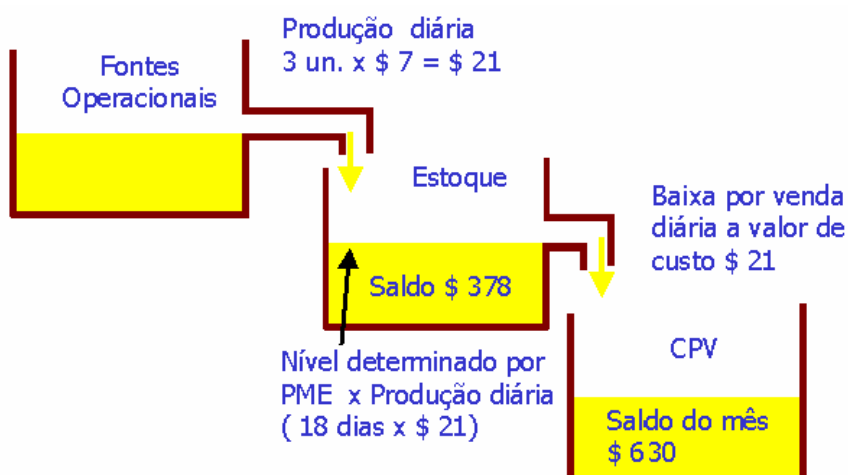 Produção diária
3 un. x $ 7 = $ 21
Fontes
Operacionais
Estoque
Baixa por venda
diária a valor de
custo $ 21
Saldo $ 378
CPV
Nível determinado por
PME x Produção diária
( 18 dias x $ 21)
Saldo do mês
$ 630